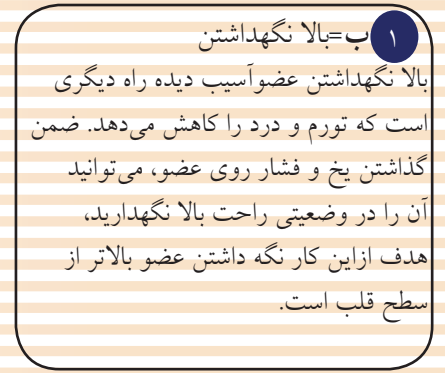 ۱ ب=بالا نگهداشتن
بالا نگهداشتن عضوآسیب دیده راه دیگری
است که تورم و درد را کاهش می‌دهد. ضمن
گذاشتن یخ و فشار روی عضو، می‌توانید
آن را در وضعیتی راحت بالا نگهدارید،
هدف ازاین کار نگه داشتن عضو بالاتر از
سطح قلب است.